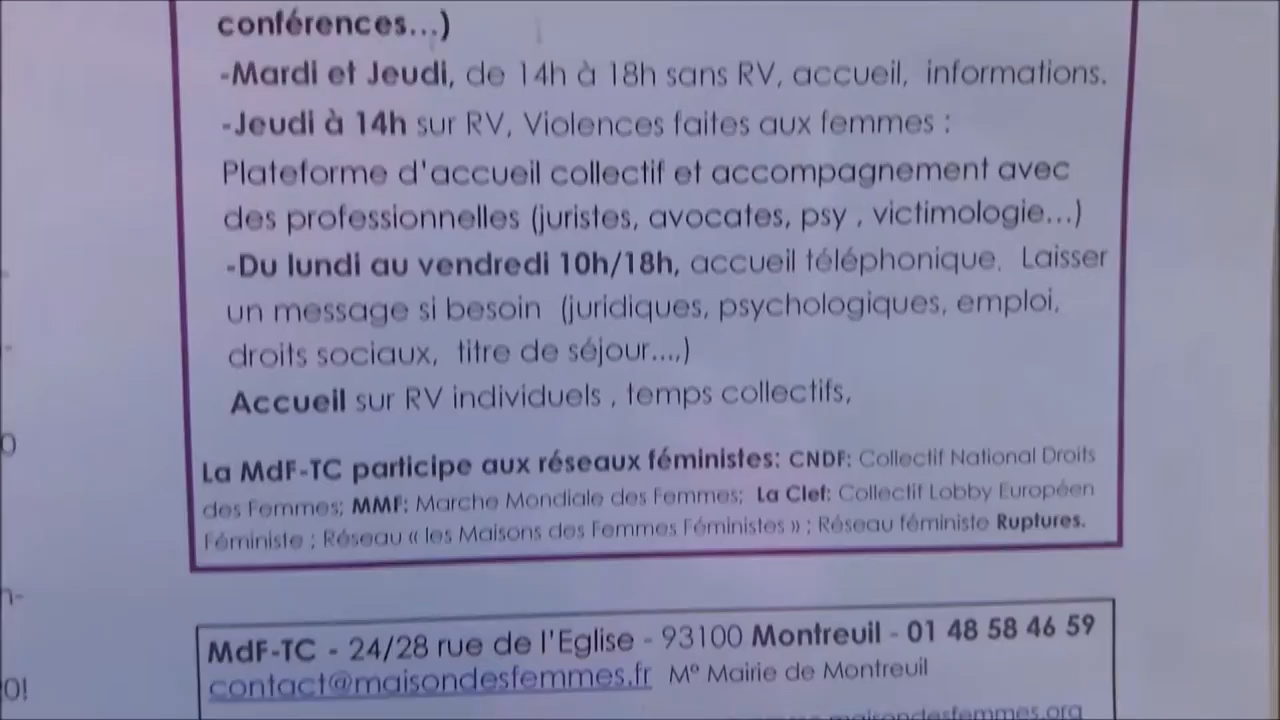 conférences...)
-Mardi et Jeudi, de 14h à 18h sans RV, accueil, informations.
-Jeudi à 14h sur RV, Violences faites aux femmes :
Plateforme d'accueil collectif et accompagnement avec
des professionnelles (juristes, avocates, psy , victimologie...)
-Du lundi au vendredi 10h/18h, accueil téléphonique. Laisser
un message si besoin (juridiques, psychologiques, emploi,
droits sociaux, titre de séjour...,)
Accueil sur RV individuels , temps collectifs,
La MdF-TC participe aux réseaux féministes: CNDF: Collectif National Droits
des Femmes; MMF: Marche Mondiale des Femmes; La Clef: Collectif Lobby Européen
Féministe ; Réseau « les Maisons des Femmes Féministes » ; Réseau féministe Ruptures.
MdF-TC - 24/28 rue de l'Eglise - 93100 Montreuil - 01 48 58 46 59
contact@maisondesfemmes.fr M° Mairie de Montreuil
maisondesfemmes.org